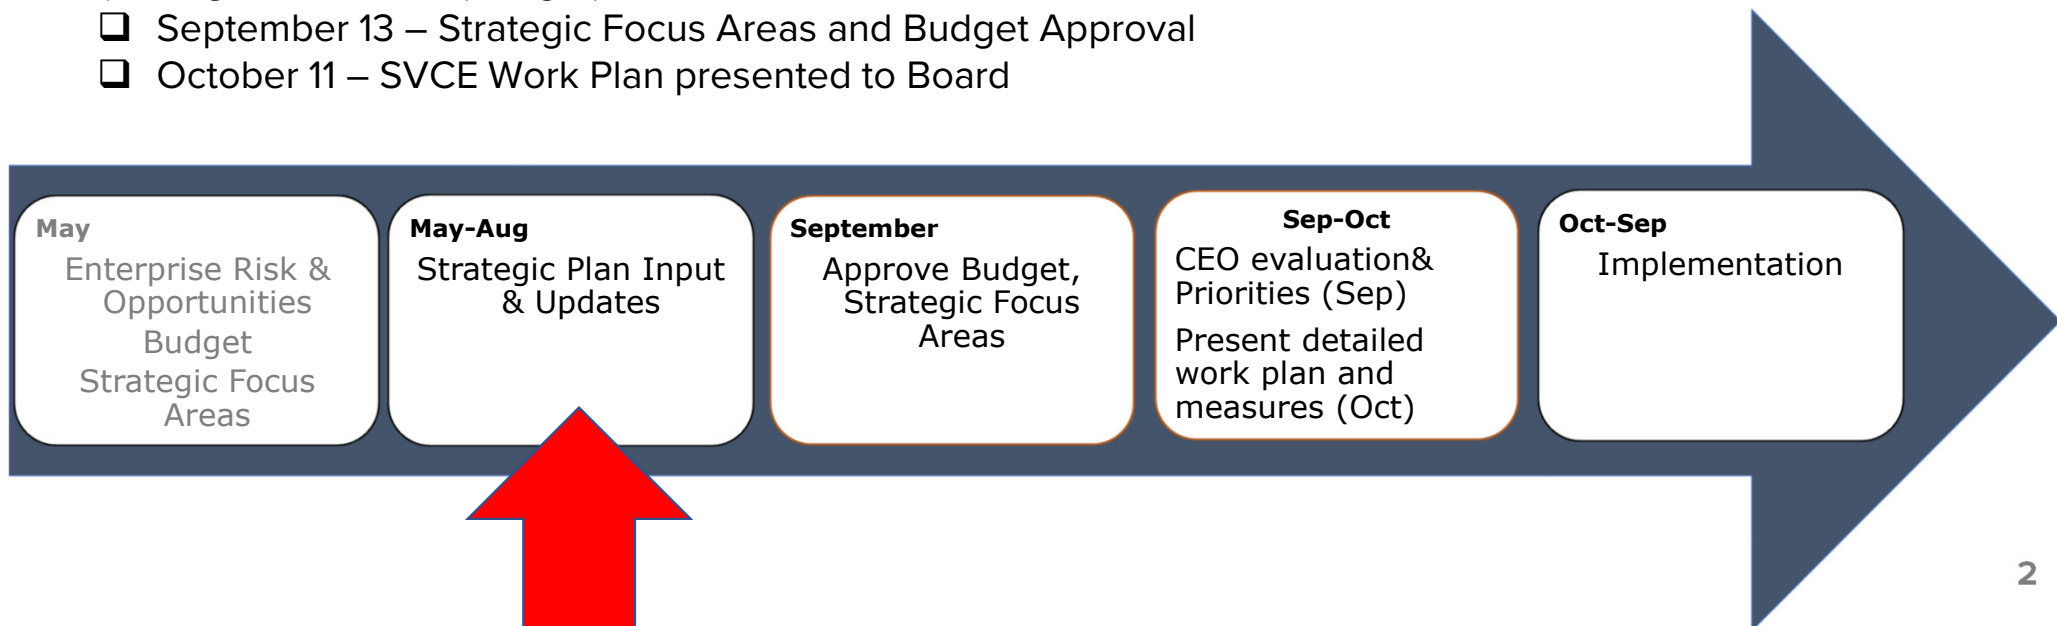 ❑ September 13 – Strategic Focus Areas and Budget Approval
❑ October 11 – SVCE Work Plan presented to Board
May
Enterprise Risk &
Opportunities
Budget
Strategic Focus
Areas
May-Aug
Strategic Plan Input
& Updates
September
Approve Budget,
Strategic Focus
Areas
Sep-Oct
CEO evaluation&
Priorities (Sep)
Present detailed
work plan and
measures (Oct)
Oct-Sep
Implementation
2